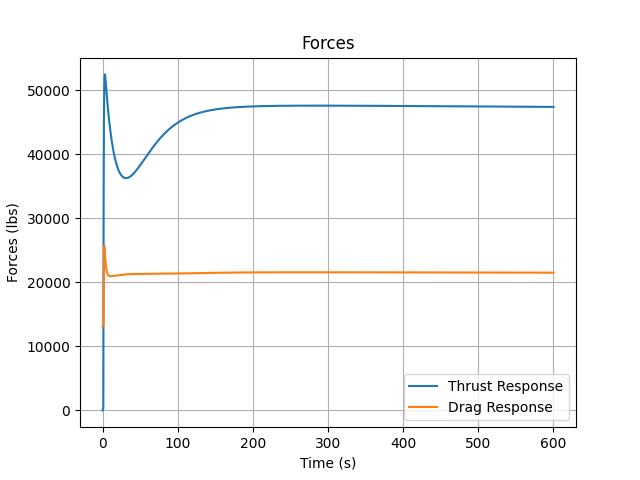 Forces
Forces (lbs)
50000
40000
30000
20000
10000
0
0 100 200 300 400 500 600
Time (s)
Thrust Response
Drag Response